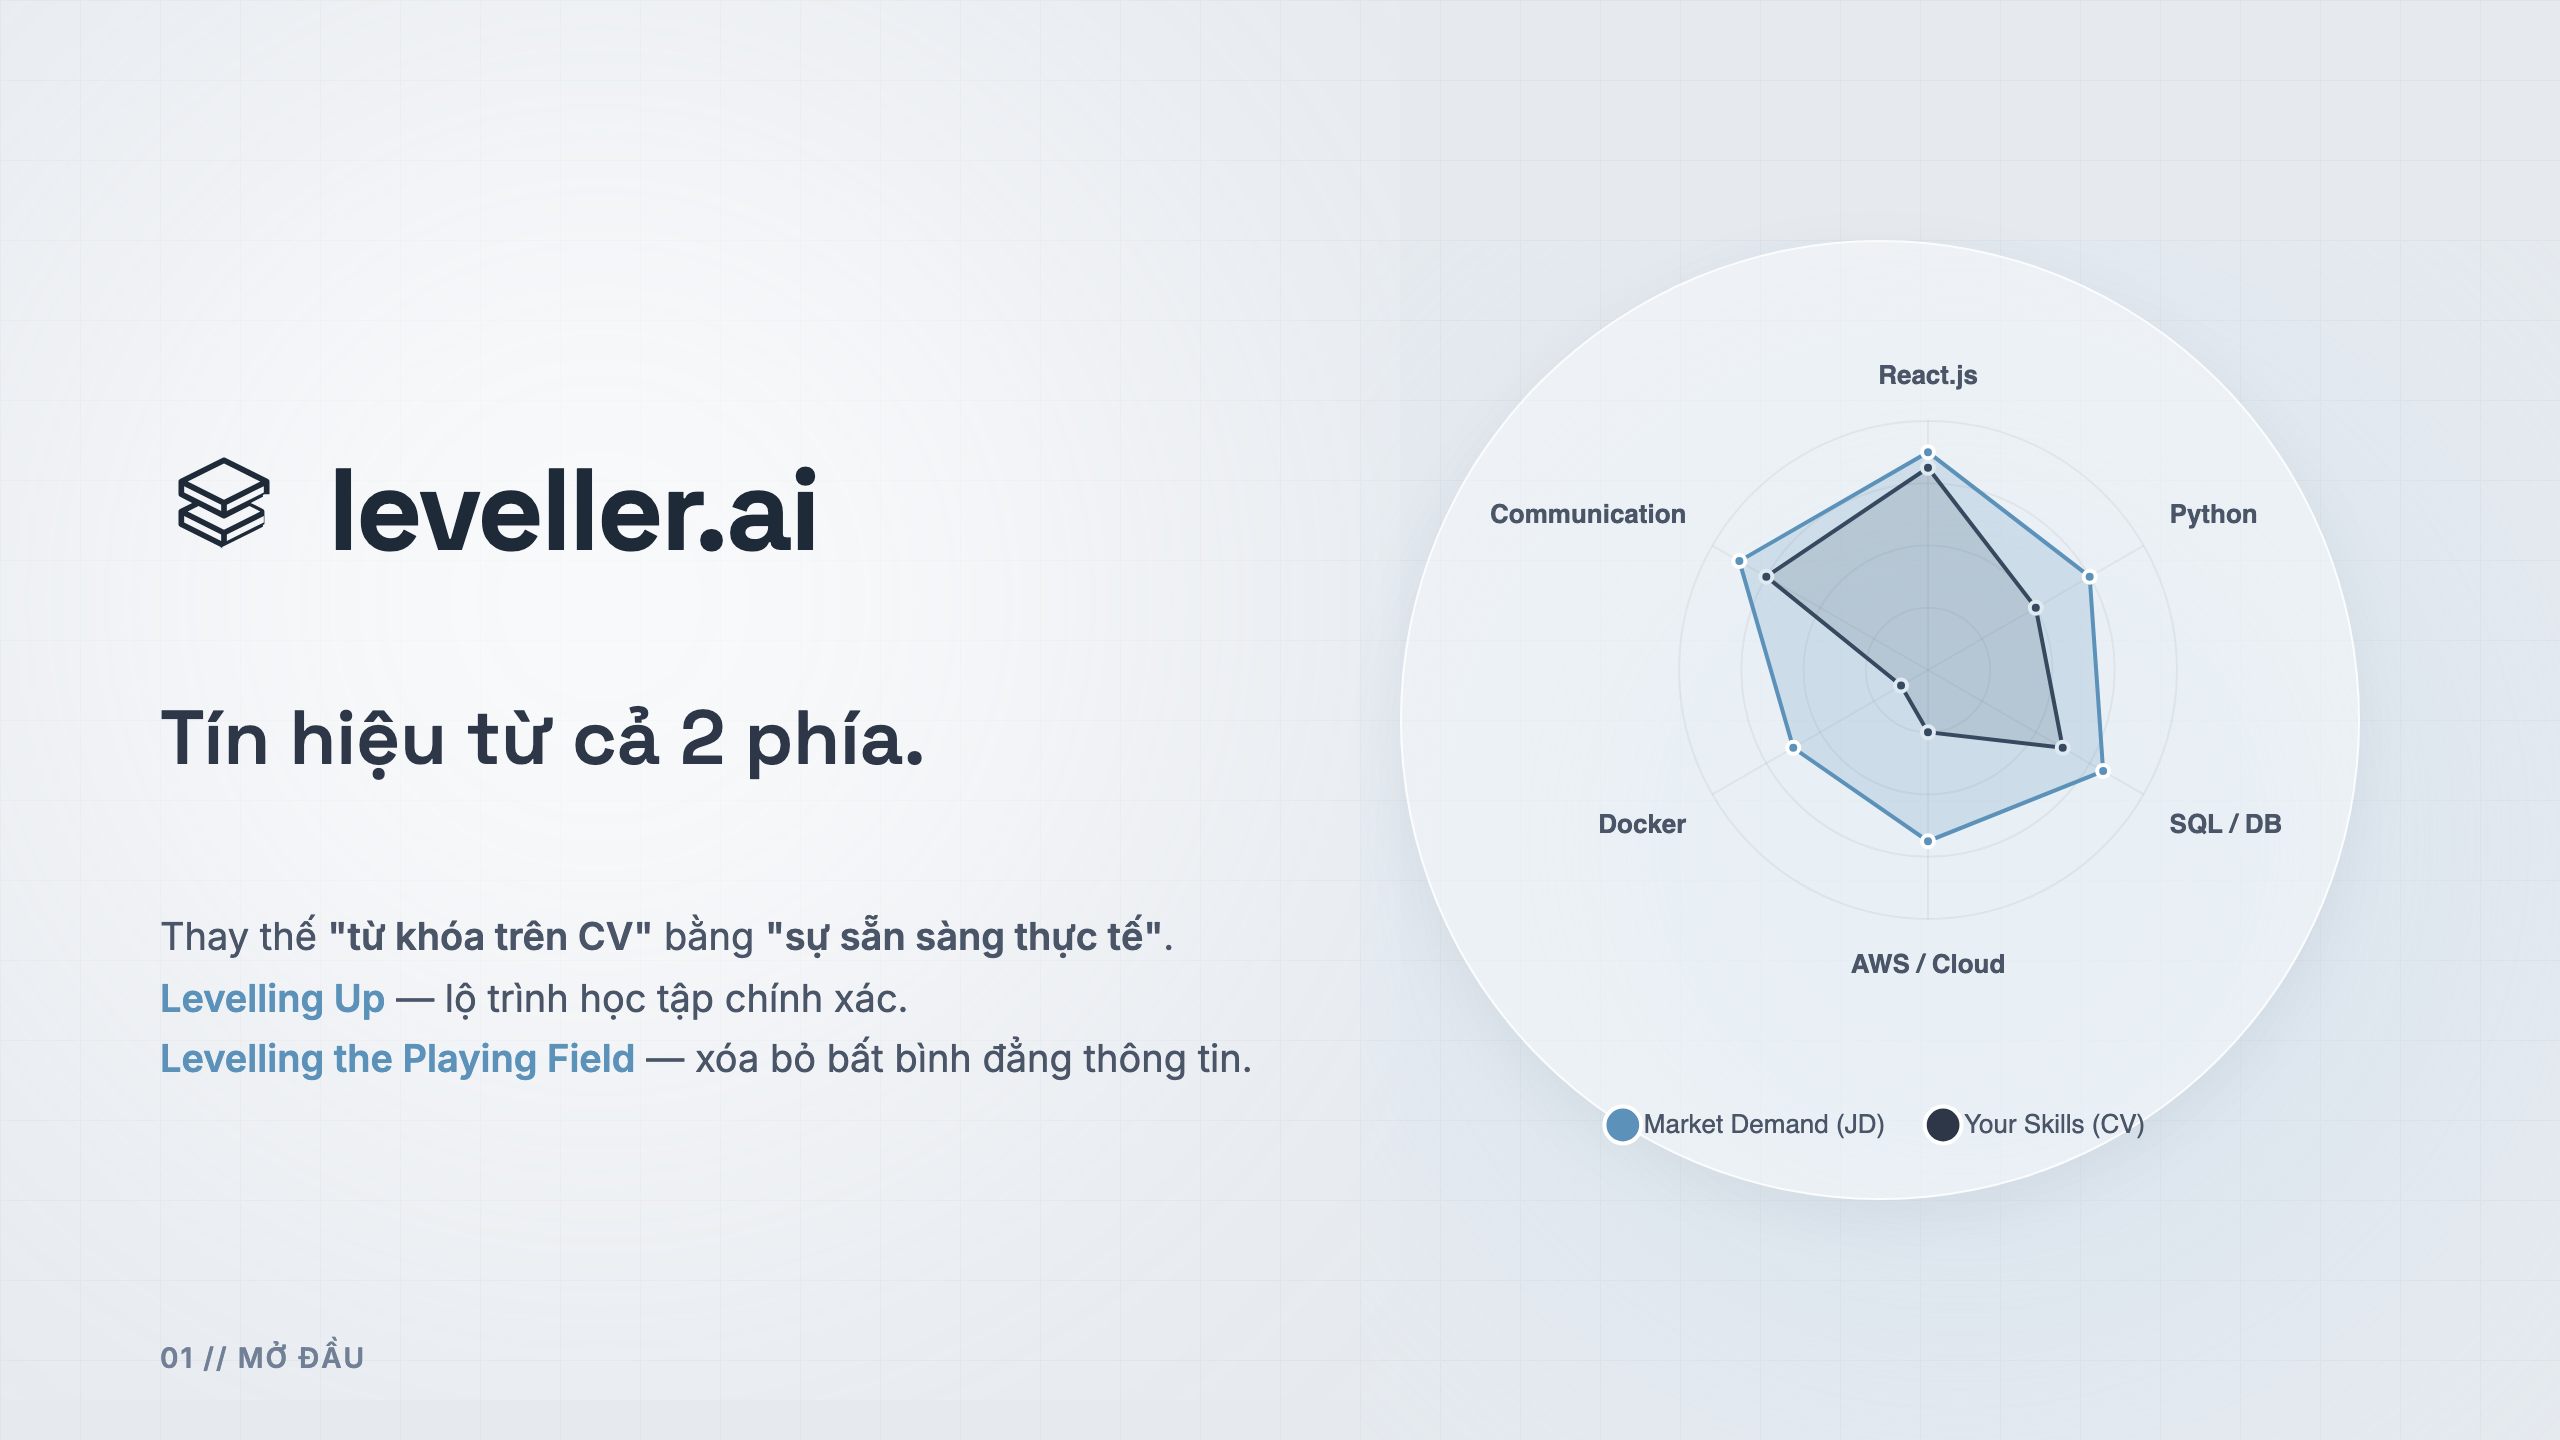 leveller.ai
Tín hiệu từ cả 2 phía.
Thay thế "từ khóa trên CV" bằng "sự sẵn sàng thực tế".
Levelling Up — lộ trình học tập chính xác.
Levelling the Playing Field — xóa bỏ bất bình đẳng thông tin.
01 // MỞ ĐẦU
React.js
Communication
Python
Docker
SQL / DB
AWS / Cloud
Market Demand (JD)
Your Skills (CV)